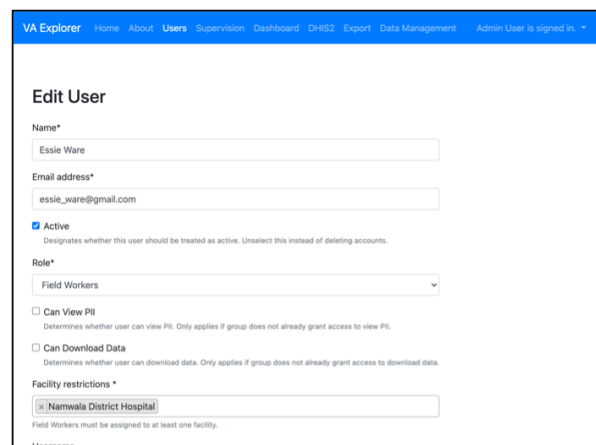 VA Explorer Home About Users Supervision Dashboard DHIS2 Export Data Management Admin User is signed in.
Edit User
Name*
Essie Ware
Email address*
essie_ware@gmail.com
Active
Designates whether this user should be treated as active. Unselect this instead of deleting accounts.
Role*
Field Workers
Can View PII
Determines whether user can view PII. Only applies if group does not already grant access to view PII.
Can Download Data
Determines whether user can download data. Only applies if group does not already grant access to download data.
Facility restrictions *
× Namwala District Hospital
Field Workers must be assigned to at least one facility.